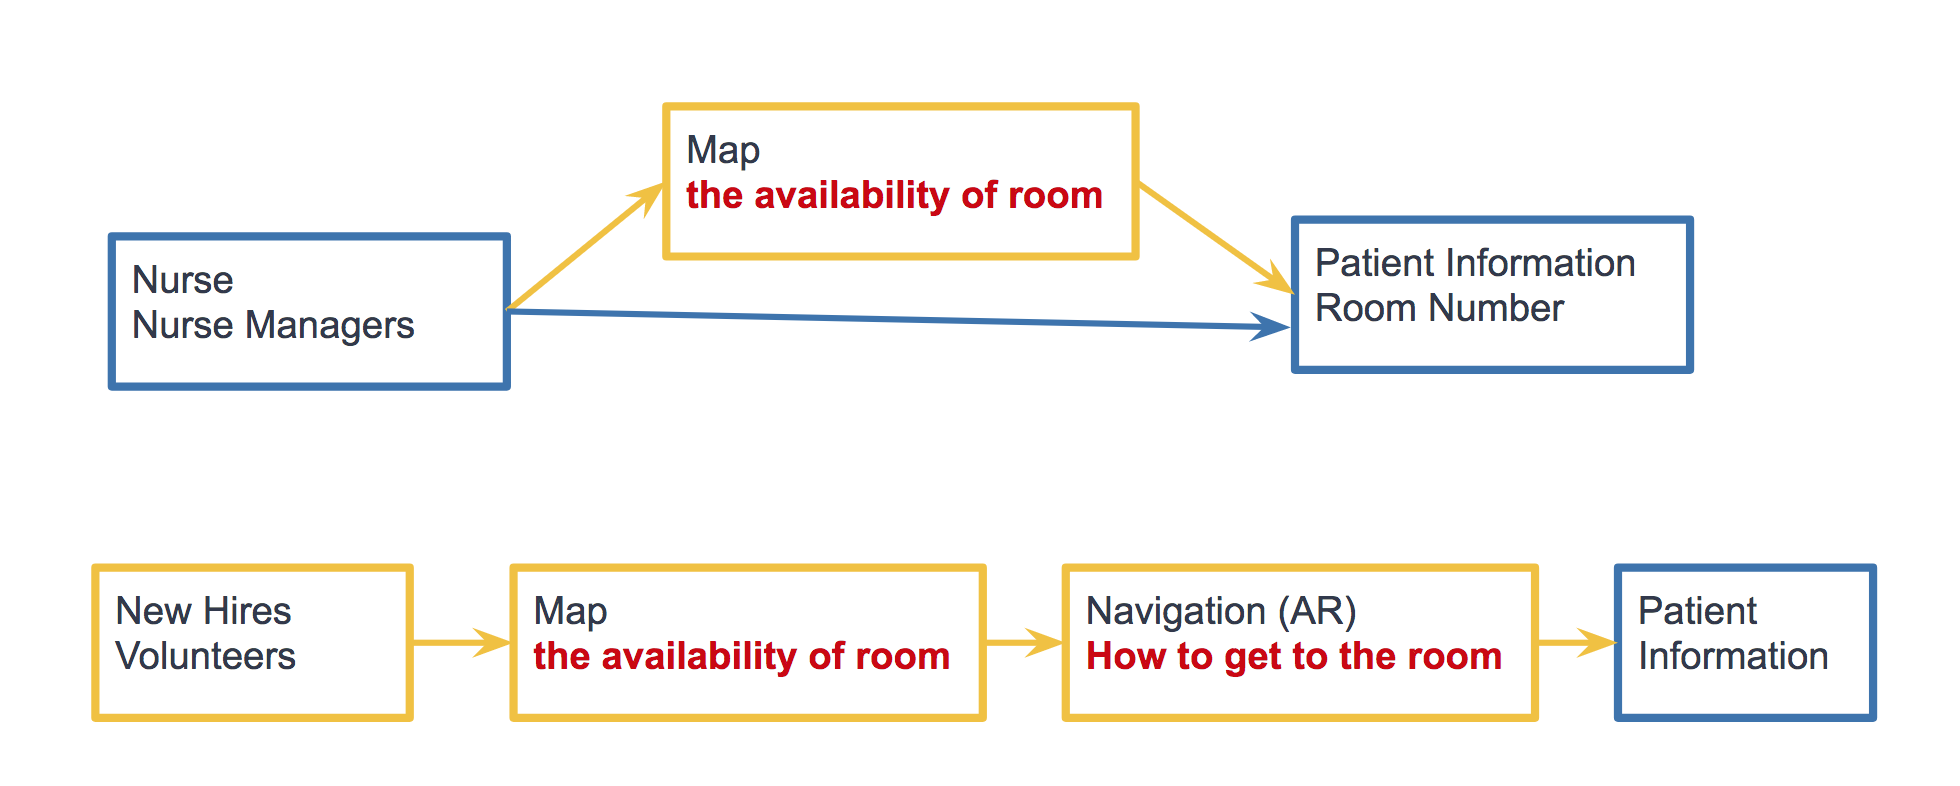 Map
the availability of room
Nurse
Nurse Managers
Patient Information
Room Number
New Hires
Volunteers
Map
the availability of room
Navigation (AR)
How to get to the room
Patient
Information